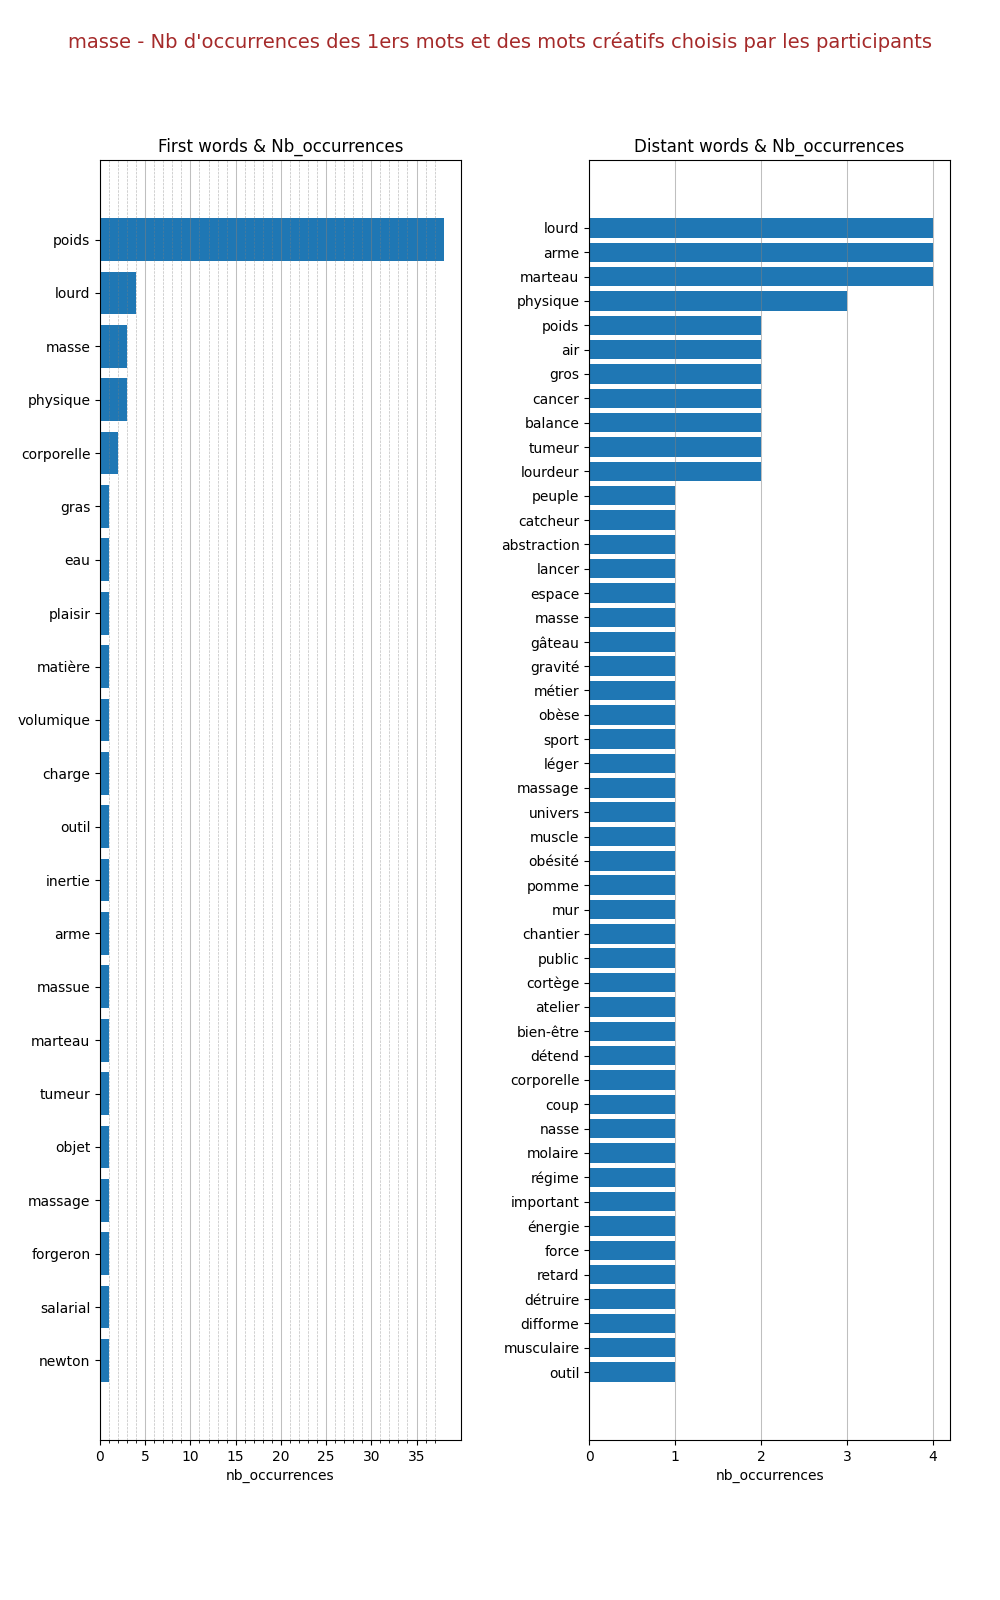 masse - Nb d'occurrences des 1ers mots et des mots créatifs choisis par les participants
First words & Nb_occurrences
poids
lourd
masse
physique
corporelle
gras
eau
plaisir
matière
volumique
charge
outil
inertie
arme
massue
marteau
tumeur
objet
massage
forgeron
salarial
newton
0 5 10 15 20 25 30 35
nb_occurrences
Distant words & Nb_occurrences
lourd
arme
marteau
physique
poids
air
gros
cancer
balance
tumeur
lourdeur
peuple
catcheur
abstraction
lancer
espace
masse
gâteau
gravité
métier
obèse
sport
léger
massage
univers
muscle
obésité
pomme
mur
chantier
public
cortège
atelier
bien-être
détend
corporelle
coup
nasse
molaire
régime
important
énergie
force
retard
détruire
difforme
musculaire
outil
0 1 2 3 4
nb_occurrences